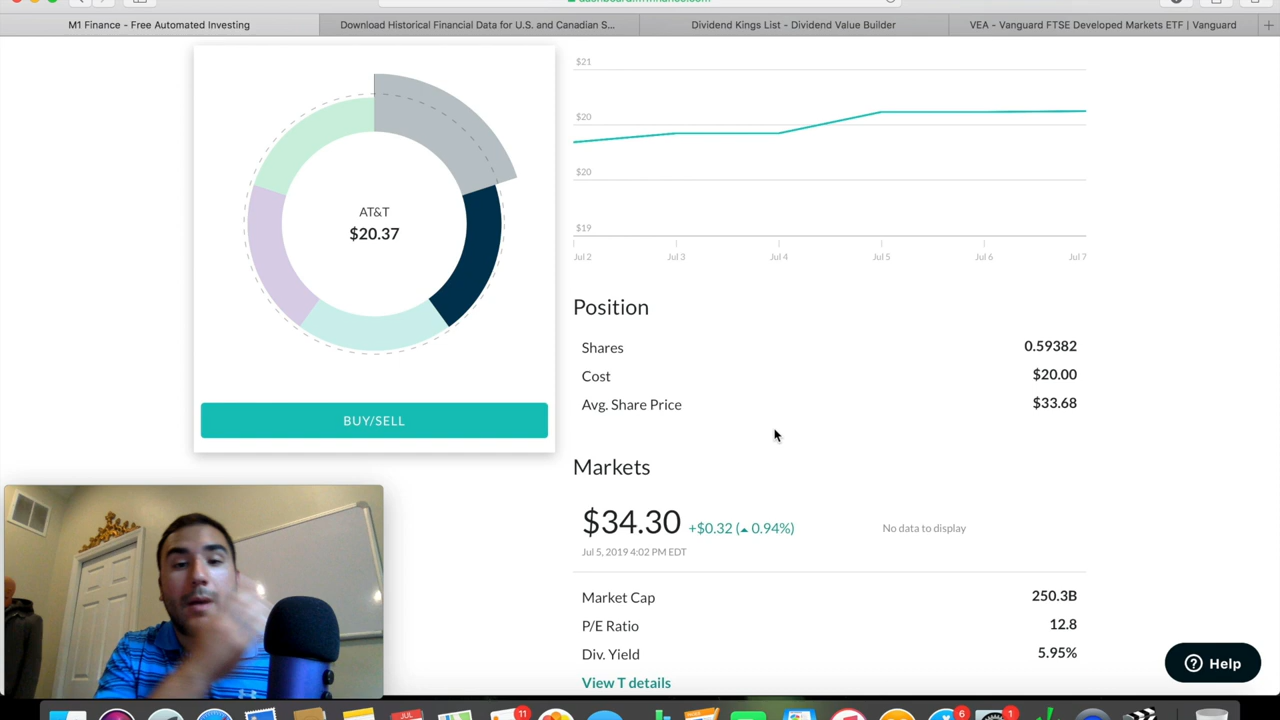 M1 Finance - Free Automated Investing
Download Historical Financial Data for U.S. and Canadian S...
Dividend Kings List - Dividend Value Builder
VEA - Vanguard FTSE Developed Markets ETF | Vanguard
AT&T
$20.37
BUY/SELL
$21
$20
$20
$19
Jul 2
Jul 3
Jul 4
Jul 5
Jul 6
Jul 7
Position
Shares 0.59382
Cost $20.00
Avg. Share Price $33.68
Markets
$34.30 +$0.32 (▲ 0.94%)
No data to display
Jul 5, 2019 4:02 PM EDT
Market Cap 250.3B
P/E Ratio 12.8
Div. Yield 5.95%
View T details
? Help
JUL
11
6
1